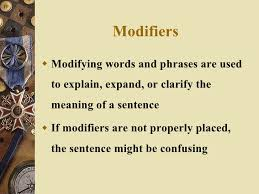 Modifiers
Modifying words and phrases are used
to explain, expand, or clarify the
meaning of a sentence
If modifiers are not properly placed,
the sentence might be confusing